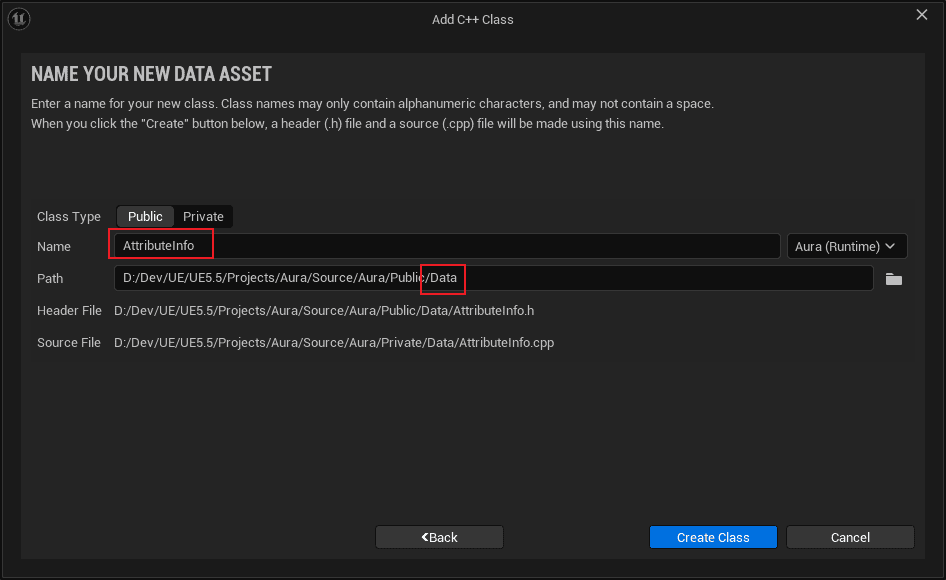 Add C++ Class
NAME YOUR NEW DATA ASSET
Enter a name for your new class. Class names may only contain alphanumeric characters, and may not contain a space.
When you click the "Create" button below, a header (.h) file and a source (.cpp) file will be made using this name.
Class Type Public Private
Name AttributeInfo Aura (Runtime)
Path D:/Dev/UE/UE5.5/Projects/Aura/Source/Aura/Public/Data
Header File D:/Dev/UE/UE5.5/Projects/Aura/Source/Aura/Public/Data/AttributeInfo.h
Source File D:/Dev/UE/UE5.5/Projects/Aura/Source/Aura/Private/Data/AttributeInfo.cpp
Back Create Class Cancel